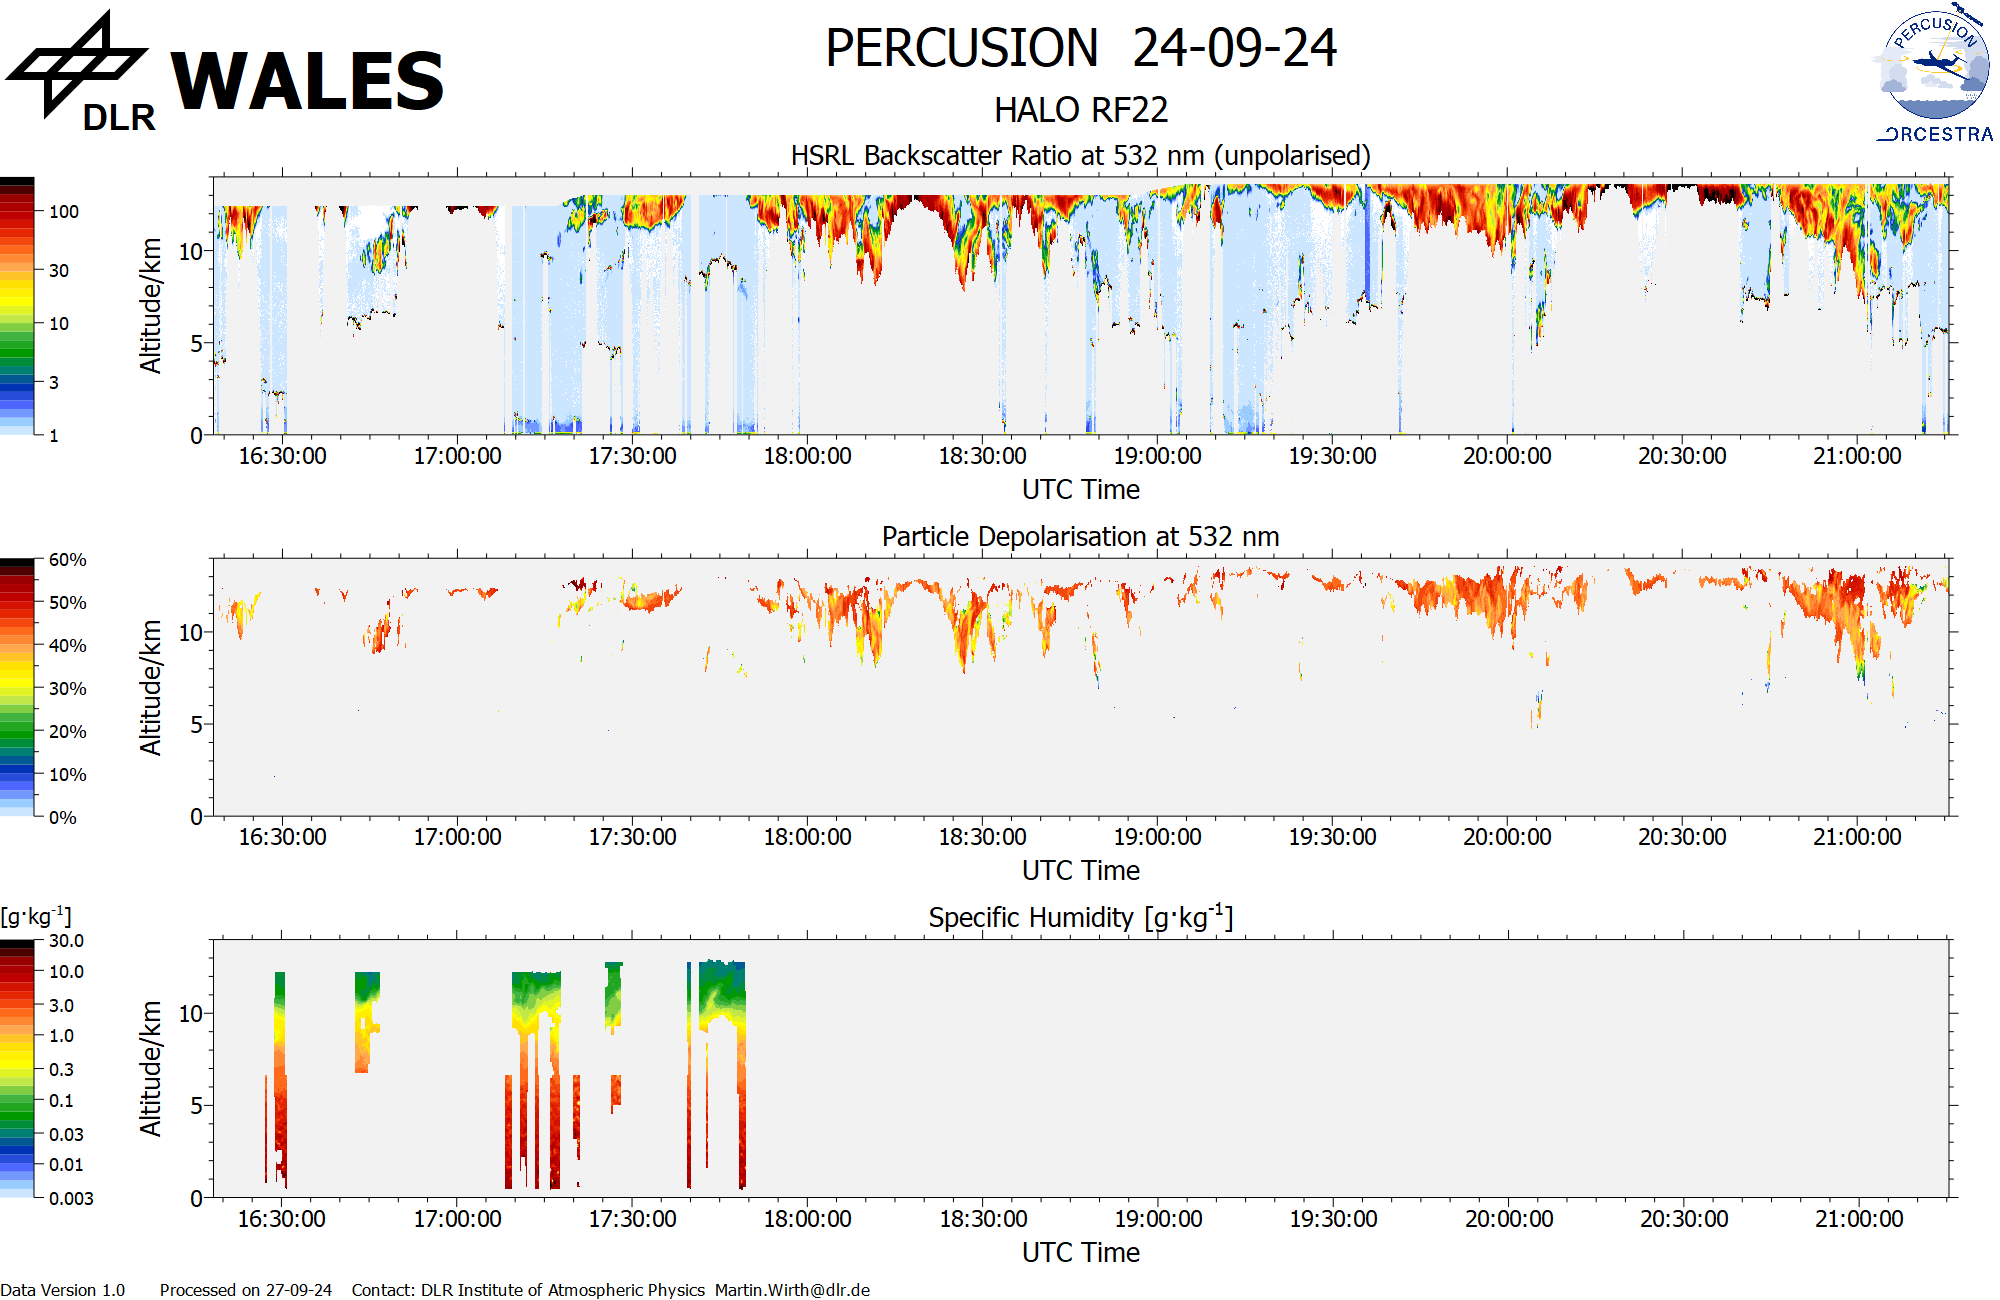 DLR
WALES
PERCUSION 24-09-24
HALO RF22
PERCUSION
ORCESTRA
HSRL Backscatter Ratio at 532 nm (unpolarised)
100
30
10
3
1
Altitude/km
10
5
0
16:30:00 17:00:00 17:30:00 18:00:00 18:30:00 19:00:00 19:30:00 20:00:00 20:30:00 21:00:00
UTC Time
Particle Depolarisation at 532 nm
60%
50%
40%
30%
20%
10%
0%
Altitude/km
10
5
0
16:30:00 17:00:00 17:30:00 18:00:00 18:30:00 19:00:00 19:30:00 20:00:00 20:30:00 21:00:00
UTC Time
Specific Humidity [g·kg⁻¹]
[g·kg⁻¹]
30.0
10.0
3.0
1.0
0.3
0.1
0.03
0.01
0.003
Altitude/km
10
5
0
16:30:00 17:00:00 17:30:00 18:00:00 18:30:00 19:00:00 19:30:00 20:00:00 20:30:00 21:00:00
UTC Time
Data Version 1.0 Processed on 27-09-24 Contact: DLR Institute of Atmospheric Physics Martin.Wirth@dlr.de